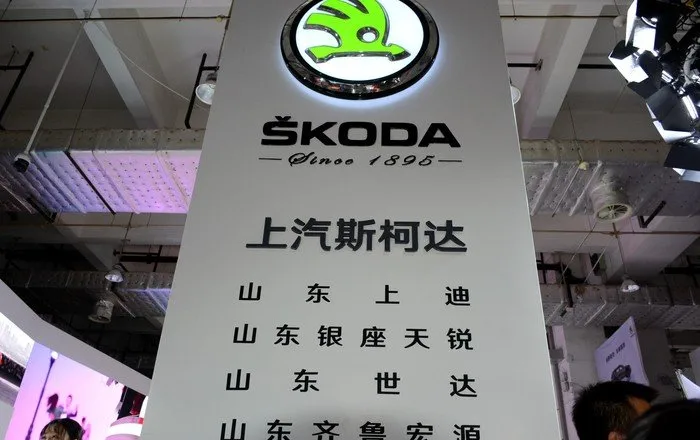 ŠKODA
Since 1895
上汽斯柯达
山东上迪
山东银座天锐
山东世达
山东齐鲁宏源